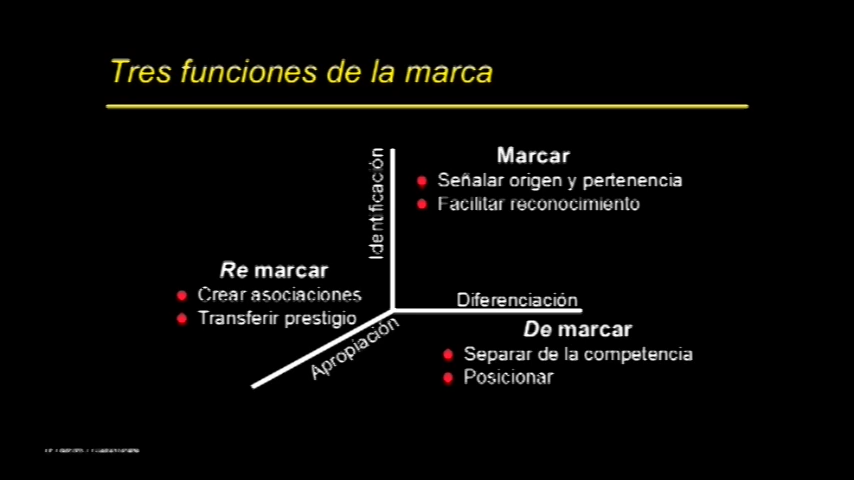 Tres funciones de la marca
Identificación
Marcar
Señalar origen y pertenencia
Facilitar reconocimiento
Re marcar
Crear asociaciones
Transferir prestigio
Apropiación
Diferenciación
De marcar
Separar de la competencia
Posicionar